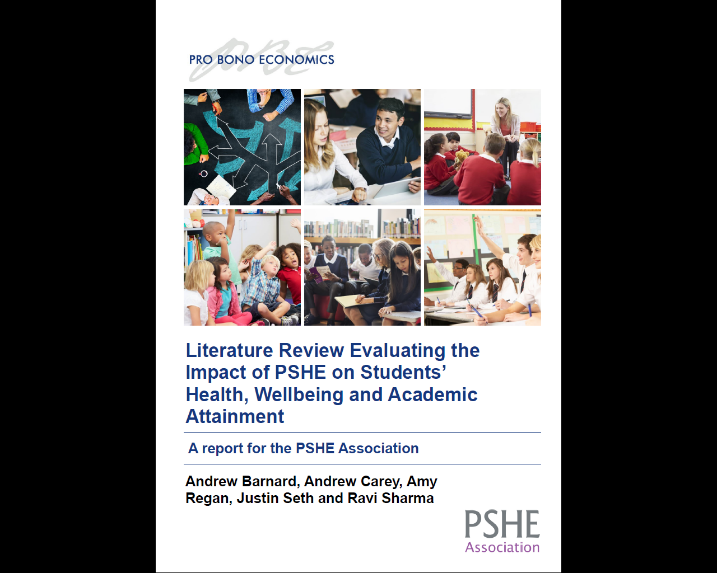 PRO BONO ECONOMICS
Literature Review Evaluating the
Impact of PSHE on Students’
Health, Wellbeing and Academic
Attainment
A report for the PSHE Association
Andrew Barnard, Andrew Carey, Amy
Regan, Justin Seth and Ravi Sharma
PSHE
Association